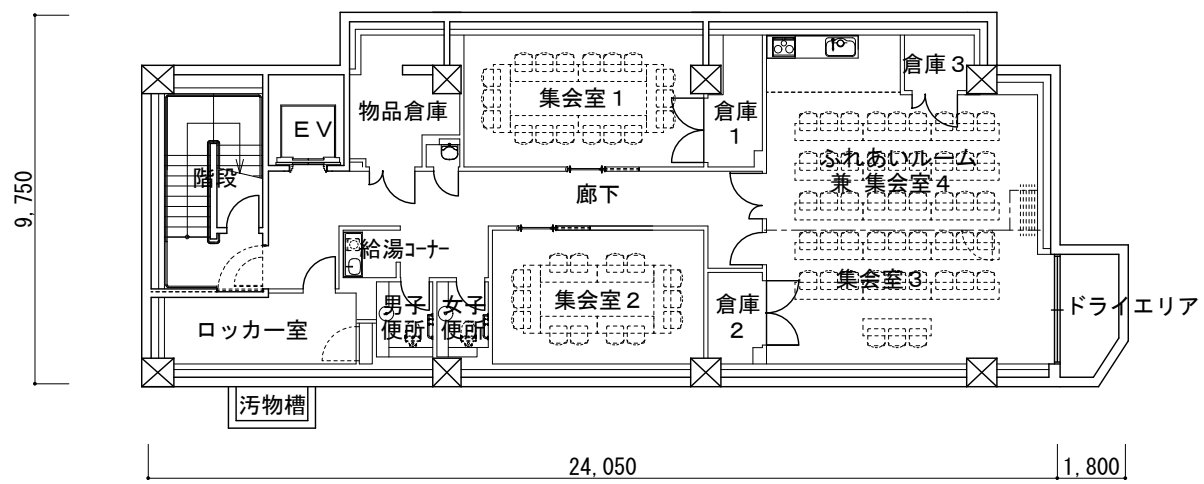 倉庫3
物品倉庫
集会室1
倉庫
1
EV
ふれあいルーム
兼 集会室4
階段
廊下
9,750
給湯コーナー
集会室3
集会室2
男子
便所
女子
便所
倉庫
2
ドライエリア
ロッカー室
汚物槽
24,050
1,800